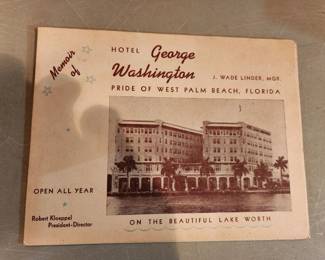 Memoir
of
HOTEL George
Washington
J. WADE LINDER, MGR.
PRIDE OF WEST PALM BEACH, FLORIDA
OPEN ALL YEAR
Robert Kloeppel
President-Director
ON THE BEAUTIFUL LAKE WORTH